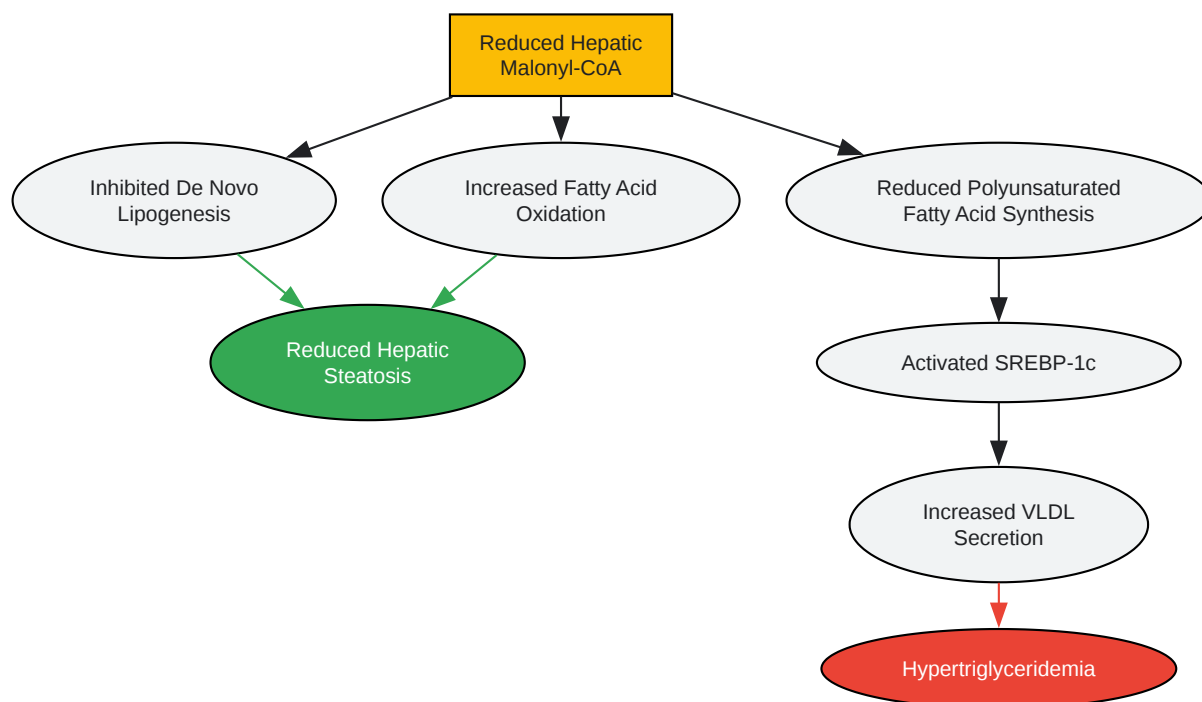 Reduced Hepatic
Malonyl-CoA
Inhibited De Novo
Lipogenesis
Increased Fatty Acid
Oxidation
Reduced Polyunsaturated
Fatty Acid Synthesis
Reduced Hepatic
Steatosis
Activated SREBP-1c
Increased VLDL
Secretion
Hypertriglyceridemia